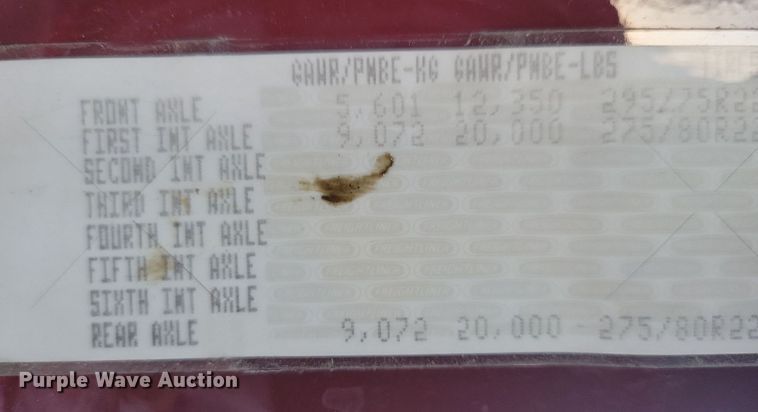 GAWR/PNBE-KG GAWR/PNBE-LBS
FRONT AXLE 5,601 12,350 295/75R22
FIRST INT AXLE 9,072 20,000 275/80R22
SECOND INT AXLE
THIRD INT AXLE
FOURTH INT AXLE
FIFTH INT AXLE
SIXTH INT AXLE
REAR AXLE 9,072 20,000 275/80R22
Purple Wave Auction